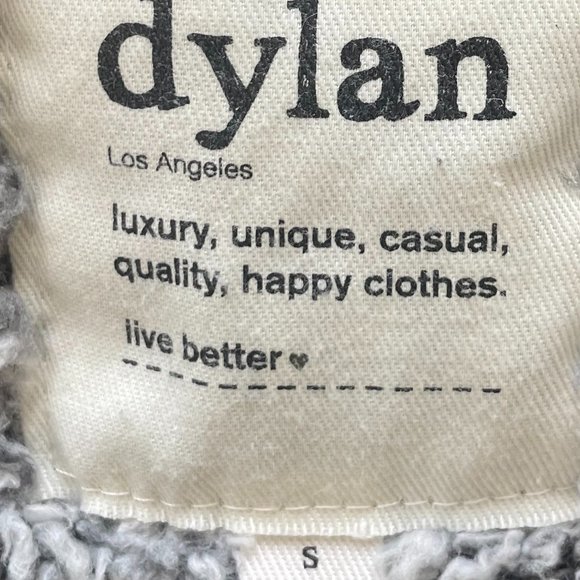 dylan
Los Angeles
luxury, unique, casual,
quality, happy clothes.
live better♥
S